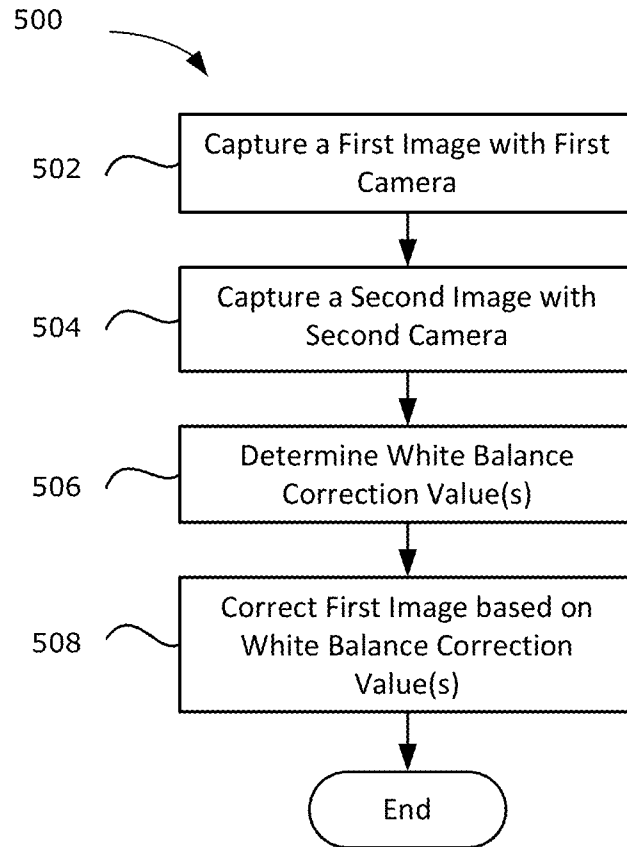 500
502
Capture a First Image with First
Camera
504
Capture a Second Image with
Second Camera
506
Determine White Balance
Correction Value(s)
508
Correct First Image based on
White Balance Correction
Value(s)
End